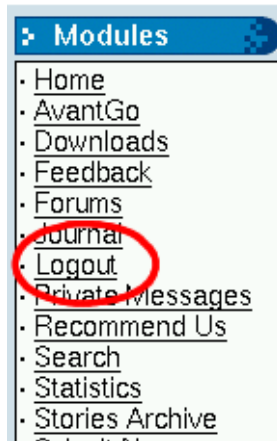 Modules
Home
AvantGo
Downloads
Feedback
Forums
Journal
Logout
Private Messages
Recommend Us
Search
Statistics
Stories Archive